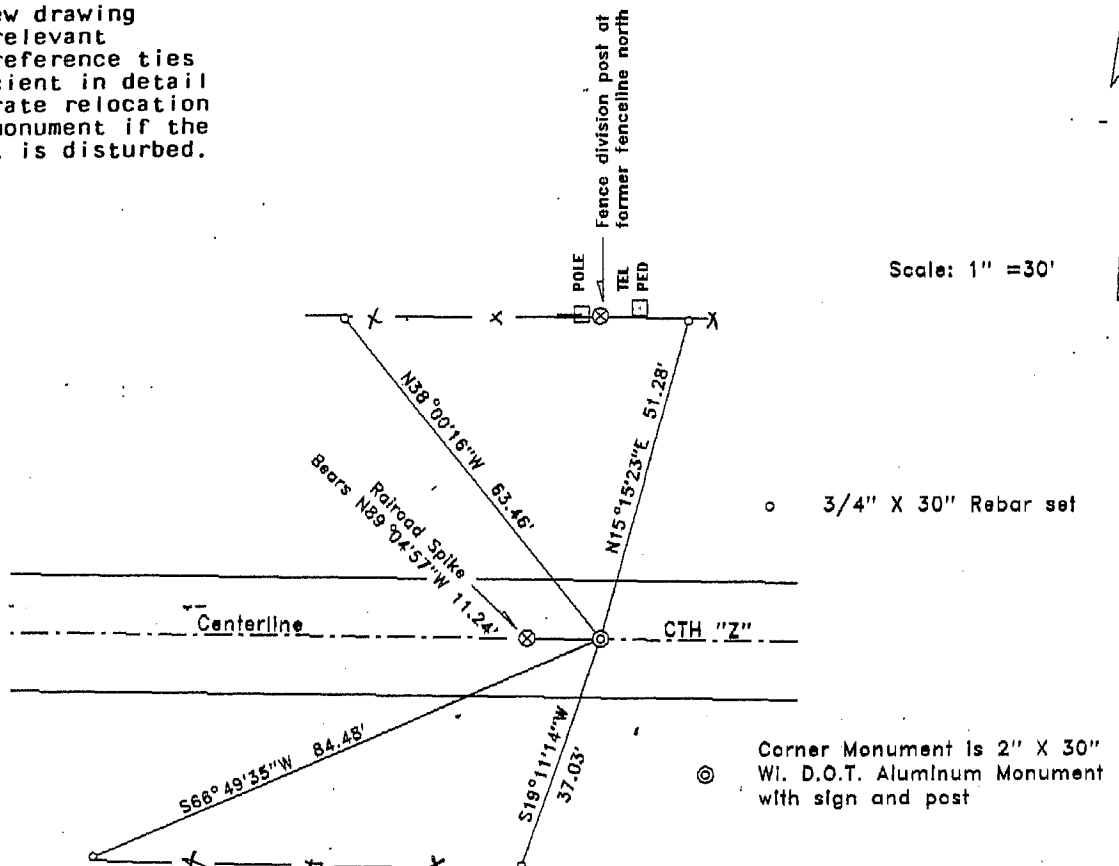 ew drawing
relevant
reference ties
cient in detail
rate relocation
monument if the
. is disturbed.
Fence division post at
former fenceline north
POLE
TEL
PED
Scale: 1" =30'
N38°00'16"W 63.46'
N15°15'23"E 51.28'
Railroad Spike
Bears N89°04'57"W 11.24'
3/4" X 30" Rebar set
Centerline
CTH "Z"
S66°49'35"W 84.48'
S19°11'14"W
37.03'
Corner Monument is 2" X 30"
Wi. D.O.T. Aluminum Monument
with sign and post